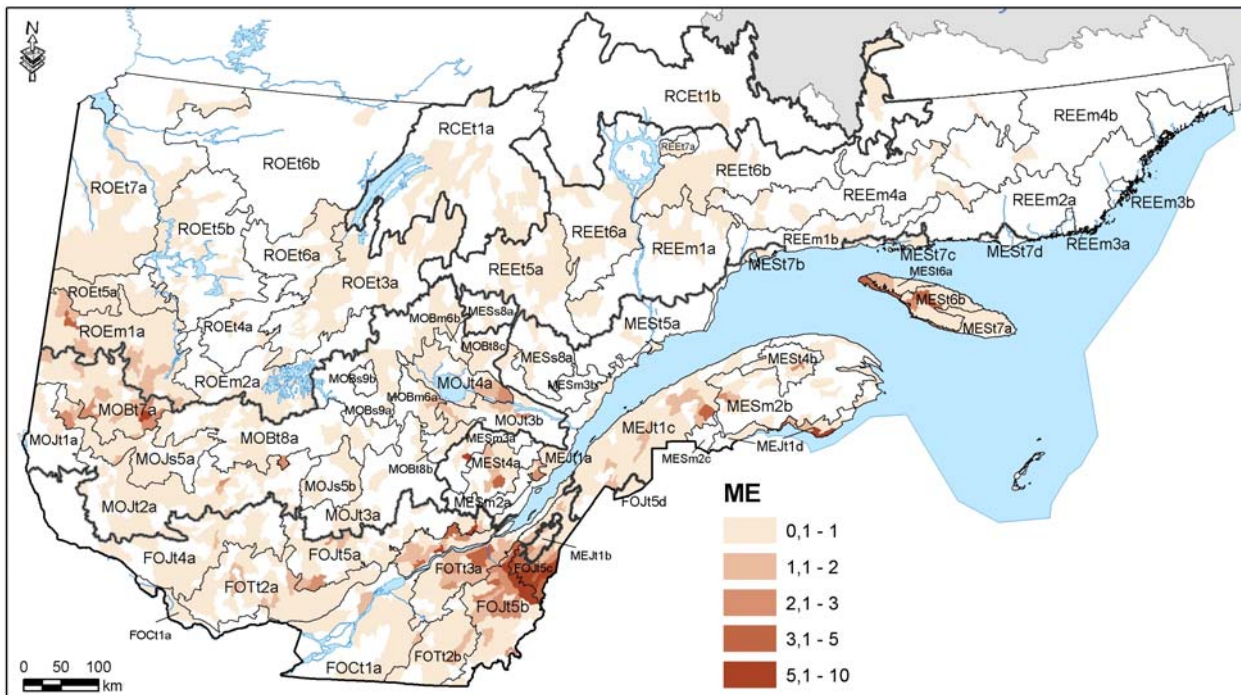 N
RCEt1b
RCEt1a
REEm4b
ROEt6b
REEt7a
REEt6b
ROEt7a
REEm4a
ROEt5b
REEm2a
REEm3b
ROEt6a
REEt6a
REEm1a
REEm1b
REEm3a
MESt7b
MESt7c
MESt7d
MESt6a
REEt5a
ROEt3a
ROEt5a
MESt6b
MESt7a
ROEm1a
ROEt4a
MOBm6b
MESs8a
MESt5a
MOBt8c
MESs8a
MESt4b
ROEm2a
MOBs9b
MOJt4a
MESm3b
MOBm6a
MESm2b
MOBt7a
MOBs9a
MOJt3b
MEJt1c
MOJt1a
MOBt8a
MESm3a
MEJt1d
MOJs5a
MOBt8b
MESt4a
MEJt1a
MESm2c
MOJs5b
MESm2a
FOJt5d
MOJt2a
MOJt3a
FOJt4a
FOJt5a
MEJt1b
FOTt3a
FOJt5c
FOTt2a
FOJt5b
FOCt1a
FOTt2b
FOCt1a
ME
0,1 - 1
1,1 - 2
2,1 - 3
3,1 - 5
5,1 - 10
0 50 100
km